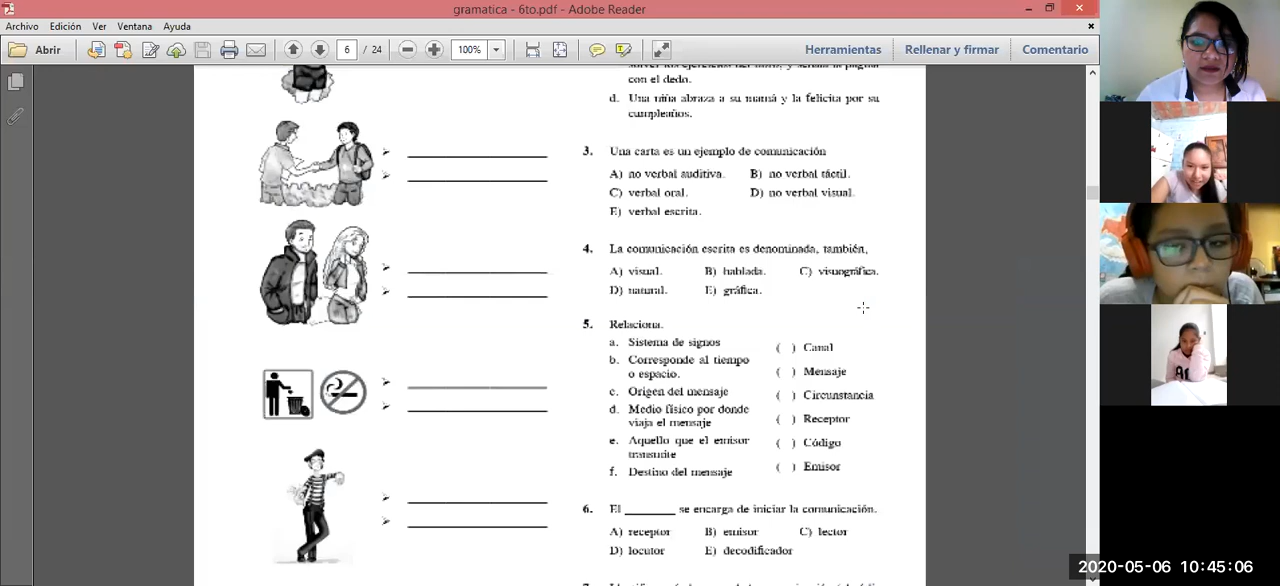 gramatica - 6to.pdf - Adobe Reader
Archivo Edición Ver Ventana Ayuda
Abrir 6 / 24 100% Herramientas Rellenar y firmar Comentario
con el dedo.
d. Una niña abraza a su mamá y la felicita por su
cumpleaños.
3. Una carta es un ejemplo de comunicación
A) no verbal auditiva. B) no verbal táctil.
C) verbal oral. D) no verbal visual.
E) verbal escrita.
4. La comunicación escrita es denominada, también,
A) visual. B) hablada. C) visuográfica.
D) natural. E) gráfica.
5. Relaciona.
a. Sistema de signos
b. Corresponde al tiempo
o espacio.
c. Origen del mensaje
d. Medio físico por donde
viaja el mensaje
e. Aquello que el emisor
transmite
f. Destino del mensaje
( ) Canal
( ) Mensaje
( ) Circunstancia
( ) Receptor
( ) Código
( ) Emisor
6. El ________ se encarga de iniciar la comunicación.
A) receptor B) emisor C) lector
D) locutor E) decodificador
2020-05-06 10:45:06